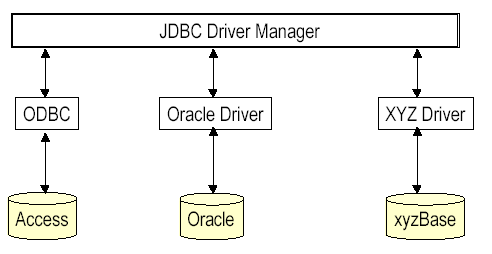 JDBC Driver Manager
ODBC
Oracle Driver
XYZ Driver
Access
Oracle
xyzBase